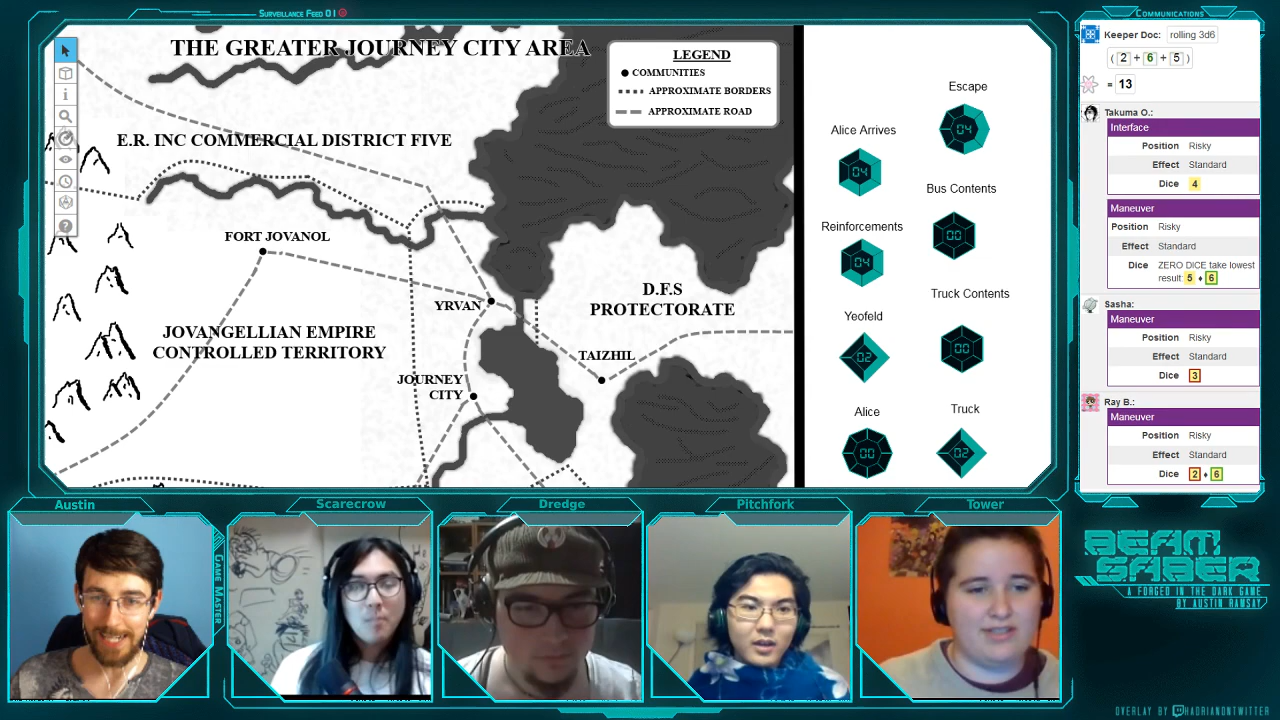 SURVEILLANCE FEED 01
THE GREATER JOURNEY CITY AREA
LEGEND
COMMUNITIES
APPROXIMATE BORDERS
APPROXIMATE ROAD
E.R. INC COMMERCIAL DISTRICT FIVE
FORT JOVANOL
YRVAN
D.F.S
PROTECTORATE
JOVANGELLIAN EMPIRE
CONTROLLED TERRITORY
TAIZHIL
JOURNEY
CITY
Escape
04
Alice Arrives
04
Bus Contents
00
Reinforcements
04
Truck Contents
00
Yeofeld
02
Alice
00
Truck
02
COMMUNICATIONS
Keeper Doc: rolling 3d6
( 2 + 6 + 5 )
= 13
Takuma O.:
Interface
Position Risky
Effect Standard
Dice 4
Maneuver
Position Risky
Effect Standard
Dice ZERO DICE take lowest
result: 5 + 6
Sasha:
Maneuver
Position Risky
Effect Standard
Dice 3
Ray B.:
Maneuver
Position Risky
Effect Standard
Dice 2 + 6
Austin
Scarecrow
Dredge
Pitchfork
Tower
GAME MASTER
BEAM
SABER
A FORGED IN THE DARK GAME
BY AUSTIN RAMSAY
OVERLAY BY HADRIANONTWITTER